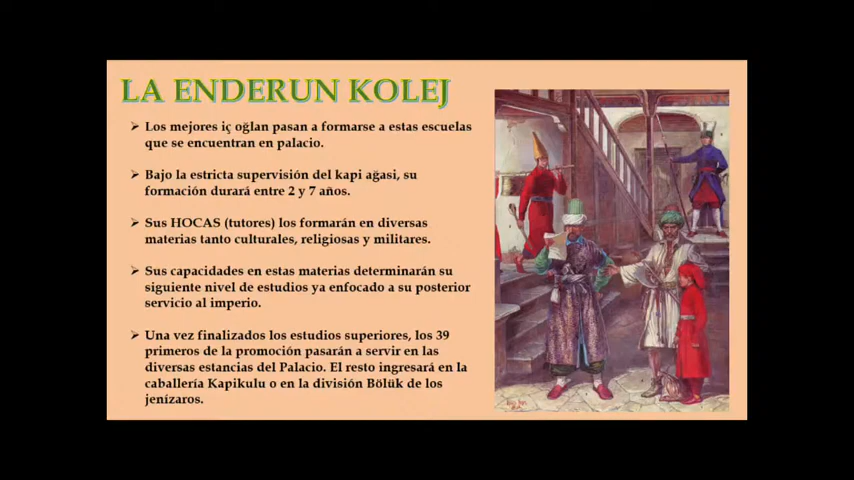 LA ENDERUN KOLEJ
Los mejores iç oğlan pasan a formarse a estas escuelas
que se encuentran en palacio.
Bajo la estricta supervisión del kapi ağasi, su
formación durará entre 2 y 7 años.
Sus HOCAS (tutores) los formarán en diversas
materias tanto culturales, religiosas y militares.
Sus capacidades en estas materias determinarán su
siguiente nivel de estudios ya enfocado a su posterior
servicio al imperio.
Una vez finalizados los estudios superiores, los 39
primeros de la promoción pasarán a servir en las
diversas estancias del Palacio. El resto ingresará en la
caballería Kapikulu o en la división Bölük de los
jenízaros.